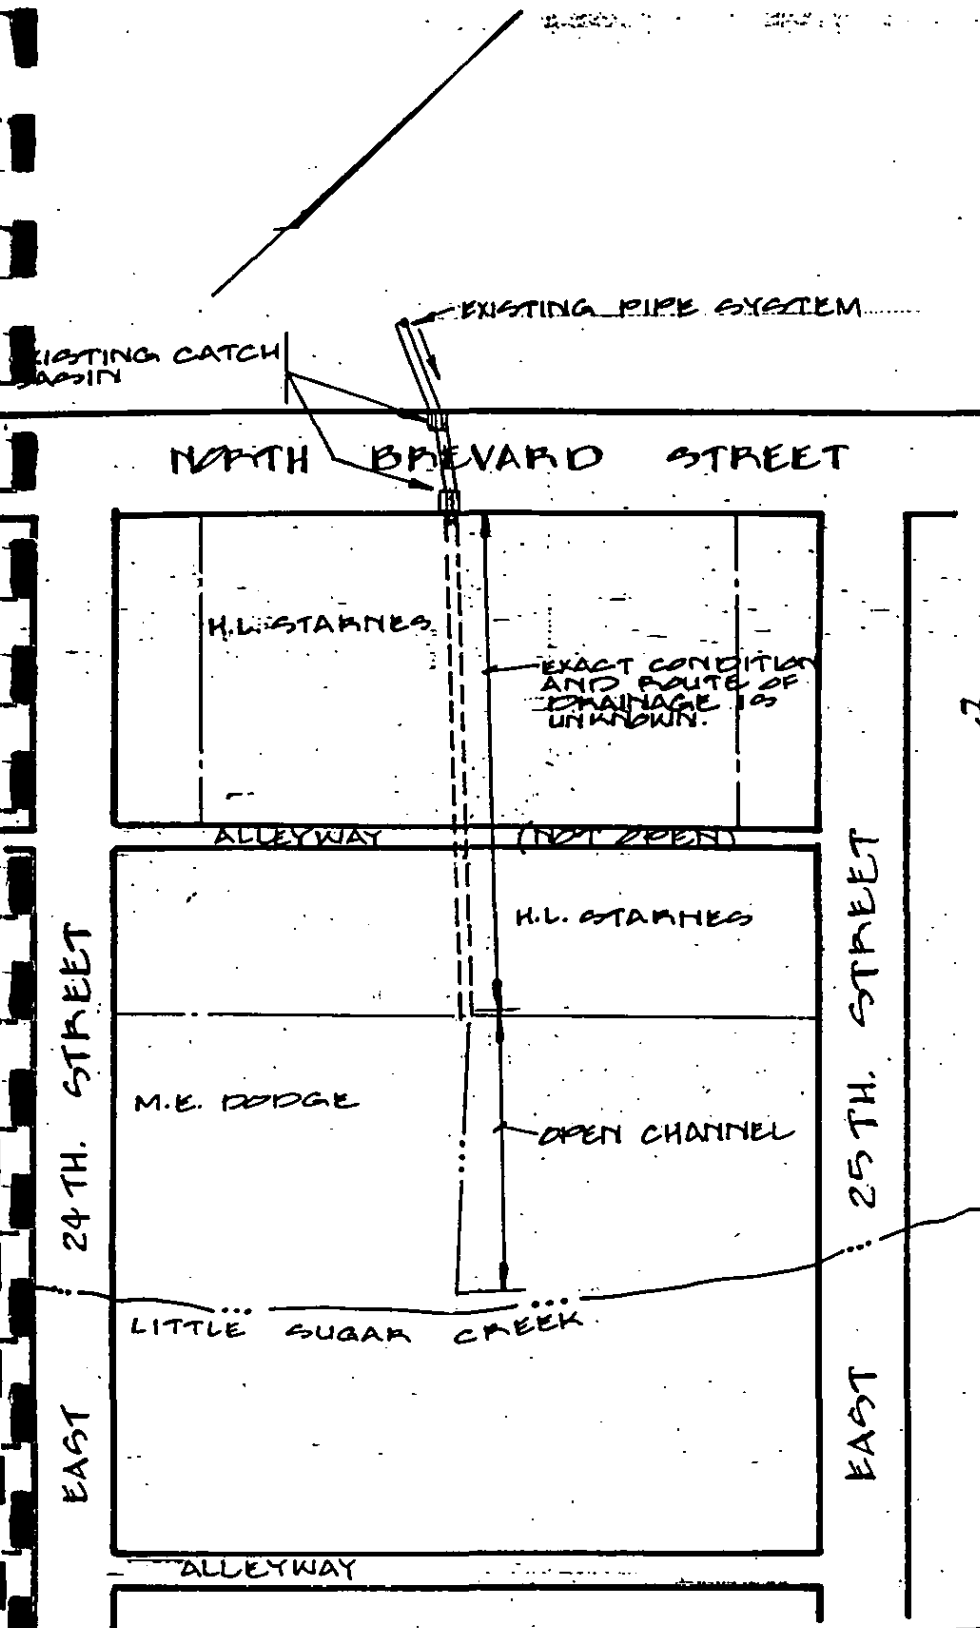 EXISTING PIPE SYSTEM
EXISTING CATCH
BASIN
NORTH BREVARD STREET
H.L. STARNES
EXACT CONDITION
AND ROUTE OF
DRAINAGE IS
UNKNOWN.
ALLEYWAY (NOT OPEN)
H.L. STARNES
M.E. DODGE
OPEN CHANNEL
EAST 24TH. STREET
EAST 25TH. STREET
LITTLE SUGAR CREEK
ALLEYWAY